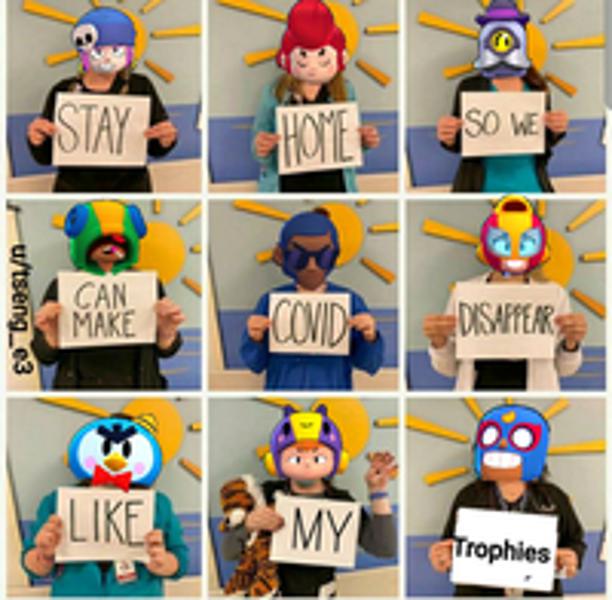 STAY
HOME
SO WE
CAN
MAKE
COVID
DISAPPEAR
LIKE
MY
Trophies
u/tseng_e3